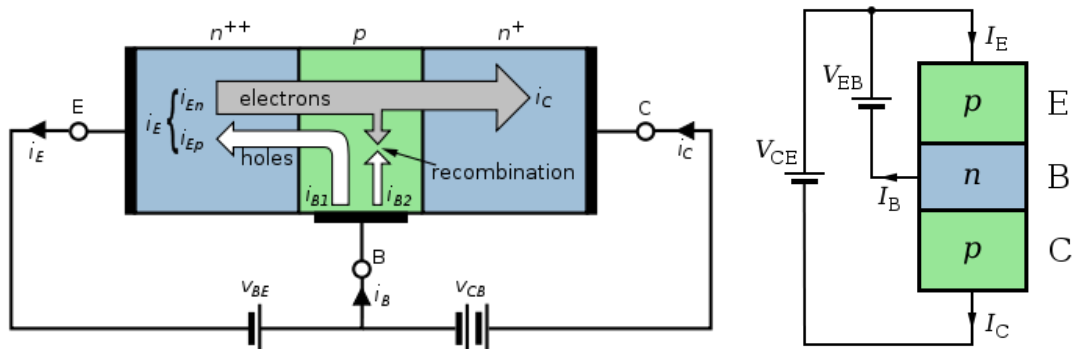 n++ p n+
E
iE
iE { iEn
iEp
electrons
holes
iC
recombination
iB1
iB2
C
iC
B
iB
vBE
vCB
IE
VEB
VCE
IB
IC
p E
n B
p C